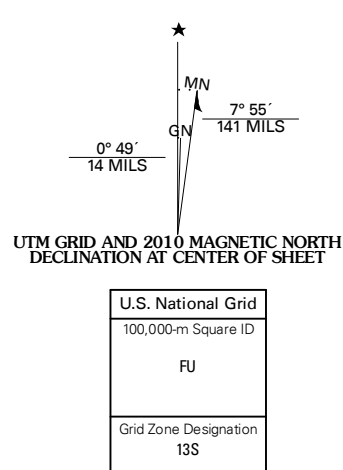 MN
7° 55´
141 MILS
GN
0° 49´
14 MILS
UTM GRID AND 2010 MAGNETIC NORTH
DECLINATION AT CENTER OF SHEET
U.S. National Grid
100,000-m Square ID
FU
Grid Zone Designation
13S